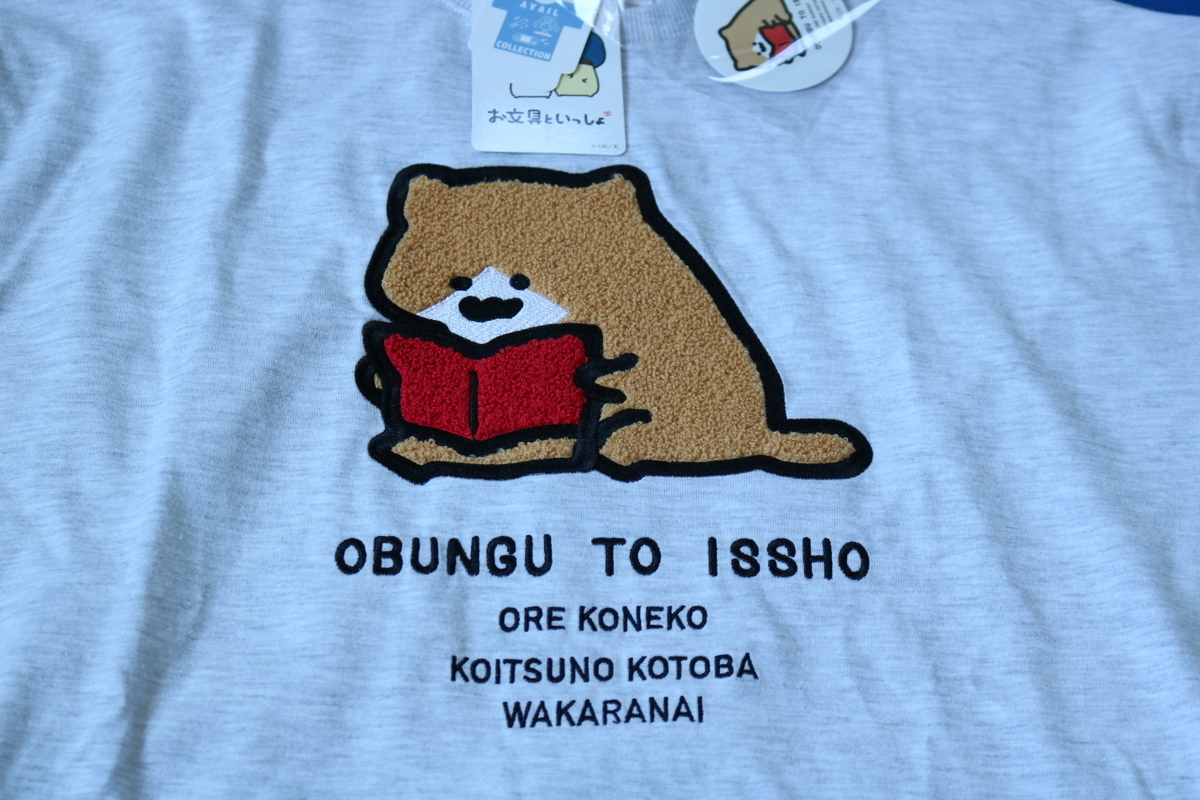 AVAIL
COLLECTION
お文具といっしょ
OBUNGU TO ISSHO
ORE KONEKO
KOITSUNO KOTOBA
WAKARANAI